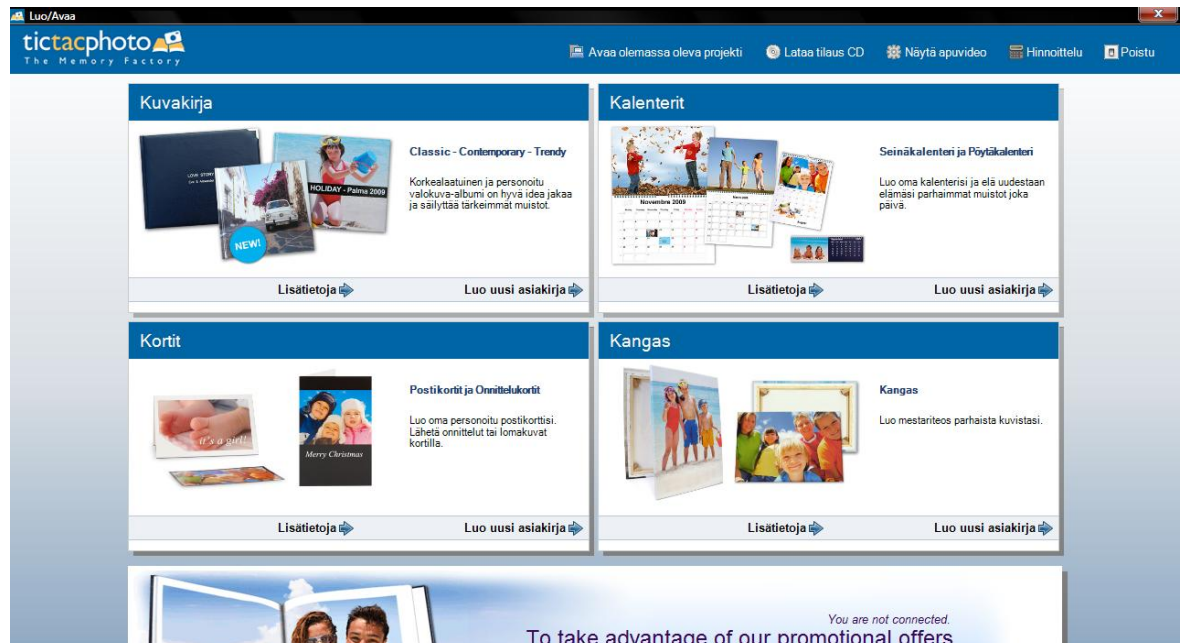 Luo/Avaa
tictacphoto
The Memory Factory
Avaa olemassa oleva projekti
Lataa tilaus CD
Näytä apuvideo
Hinnoittelu
Poistu
Kuvakirja
LOVE STORY
HOLIDAY - Palma 2009
NEW!
Classic - Contemporary - Trendy
Korkealaatuinen ja personoitu
valokuva-albumi on hyvä idea jakaa
ja säilyttää tärkeimmät muistot.
Lisätietoja
Luo uusi asiakirja
Kalenterit
Novembre 2009
Seinäkalenteri ja Pöytäkalenteri
Luo oma kalenterisi ja elä uudestaan
elämäsi parhaimmat muistot joka
päivä.
Lisätietoja
Luo uusi asiakirja
Kortit
it's a girl!
Merry Christmas
Postikortit ja Onnittelukortit
Luo oma personoitu postikorttisi.
Lähetä onnittelut tai lomakuvat
kortilla.
Lisätietoja
Luo uusi asiakirja
Kangas
Kangas
Luo mestariteos parhaista kuvistasi.
Lisätietoja
Luo uusi asiakirja
You are not connected.
To take advantage of our promotional offers